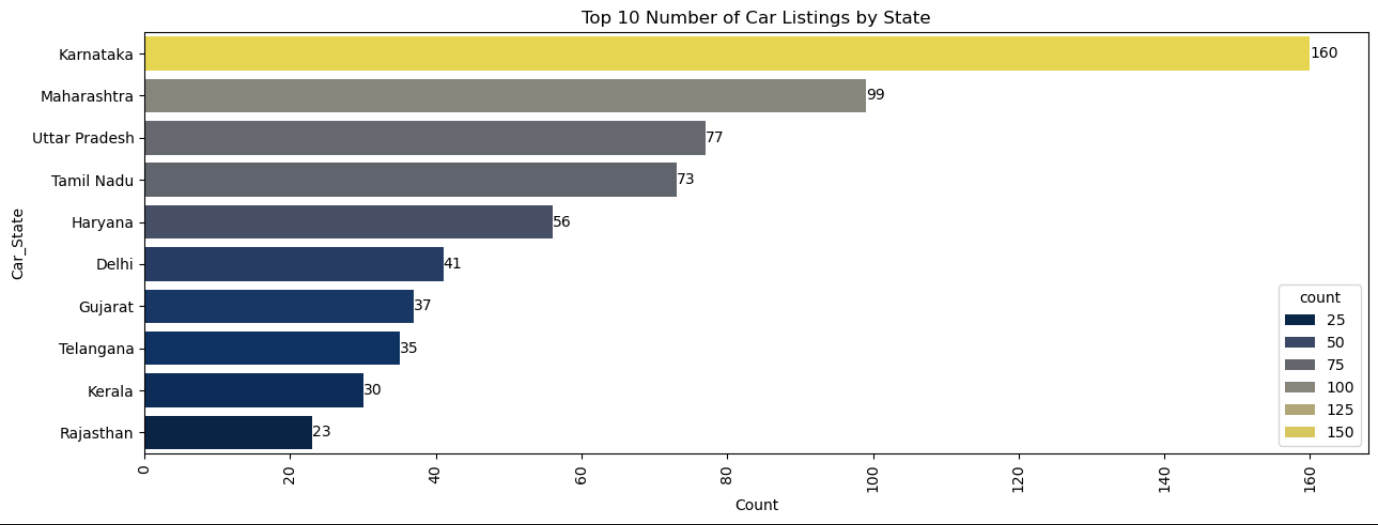 Top 10 Number of Car Listings by State
Car_State
Karnataka 160
Maharashtra 99
Uttar Pradesh 77
Tamil Nadu 73
Haryana 56
Delhi 41
Gujarat 37
Telangana 35
Kerala 30
Rajasthan 23
count
25
50
75
100
125
150
0 20 40 60 80 100 120 140 160
Count